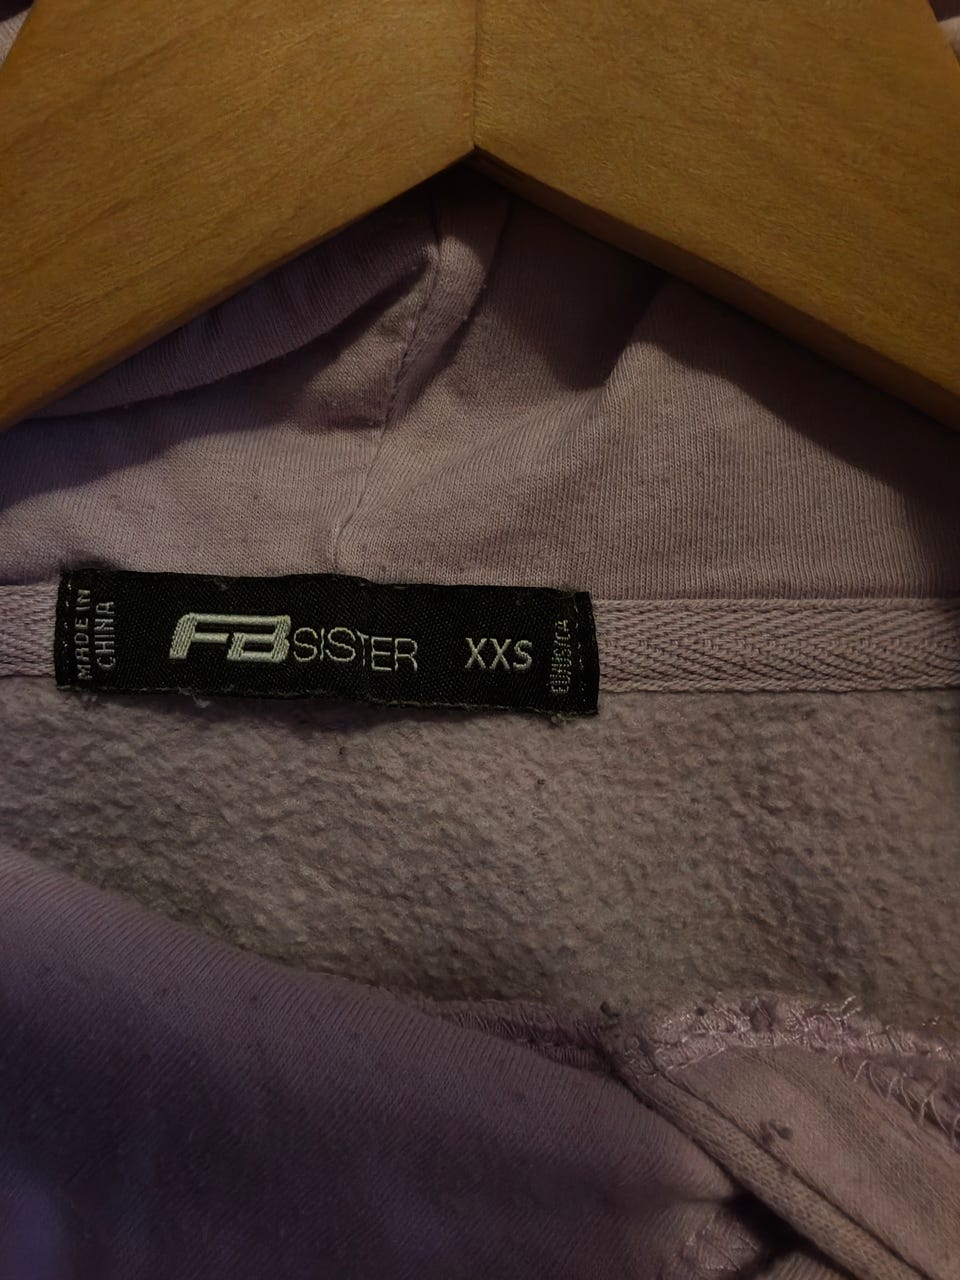 MADE IN
CHINA
FB SISTER XXS